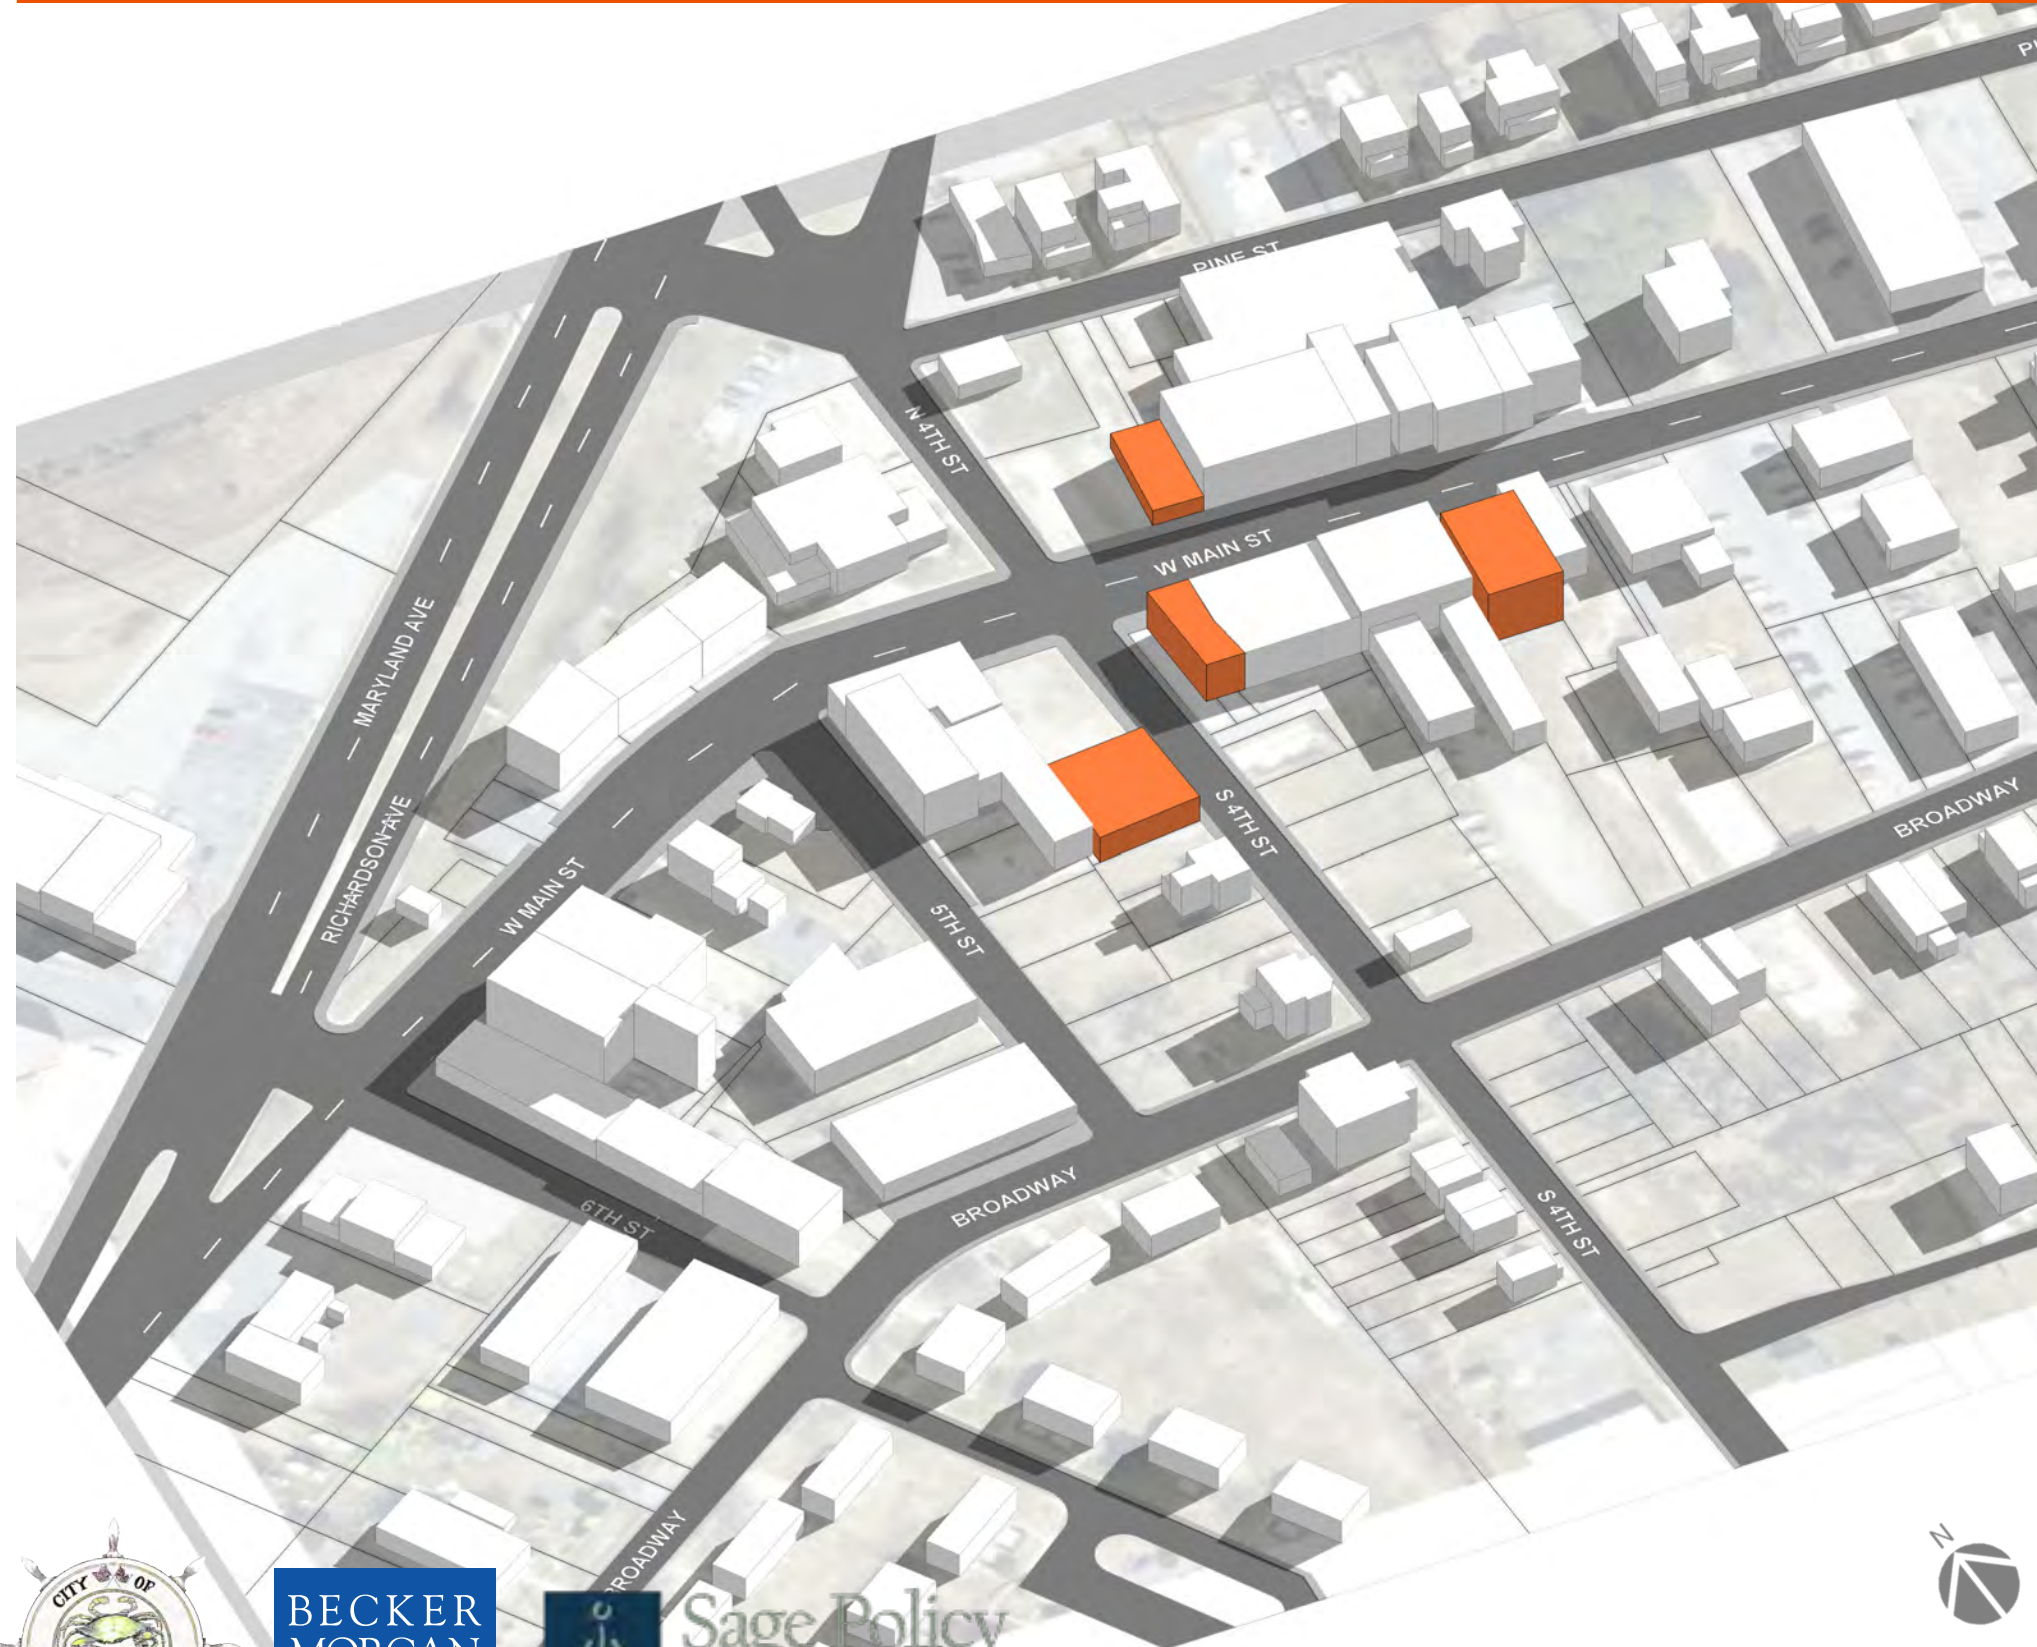 PINE ST
N 4TH ST
W MAIN ST
MARYLAND AVE
RICHARDSON AVE
W MAIN ST
S 4TH ST
BROADWAY
5TH ST
BROADWAY
6TH ST
S 4TH ST
BROADWAY
N
CITY OF
BECKER
MORGAN
Sage Policy